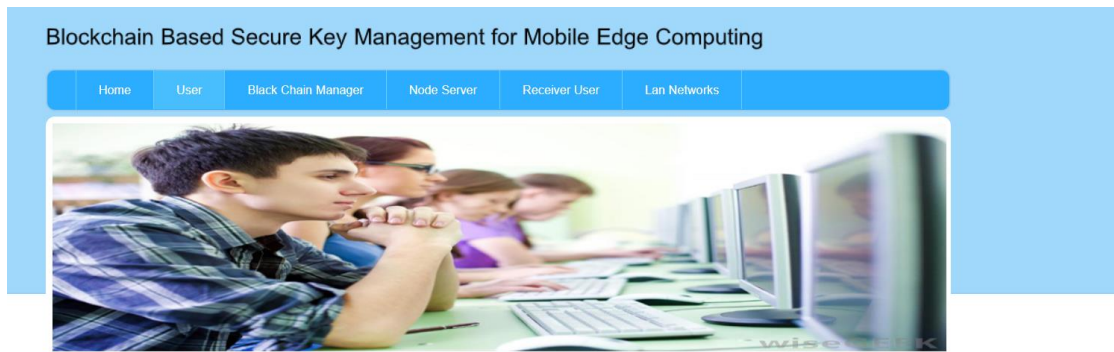 Blockchain Based Secure Key Management for Mobile Edge Computing
Home User Black Chain Manager Node Server Receiver User Lan Networks
wiseGEEK